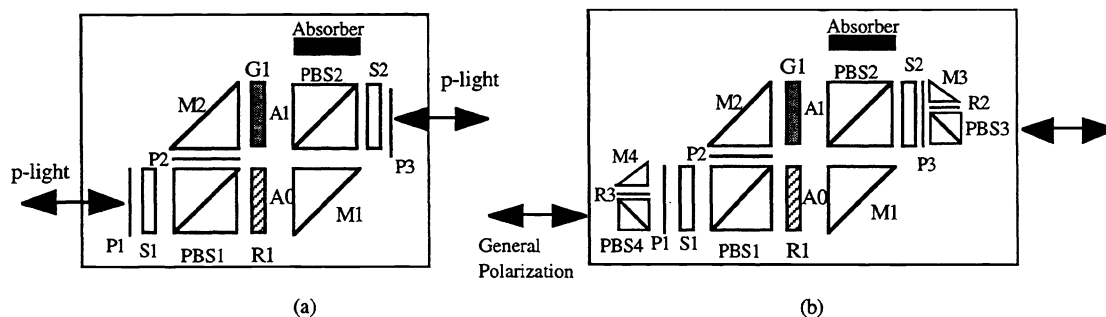 Absorber
G1
PBS2
S2
p-light
M2
A1
P2
P3
p-light
A0
M1
P1
S1
PBS1
R1
(a)
Absorber
G1
PBS2
S2
M3
R2
M2
A1
PBS3
P2
P3
M4
R3
A0
M1
PBS4
P1
S1
PBS1
R1
General
Polarization
(b)